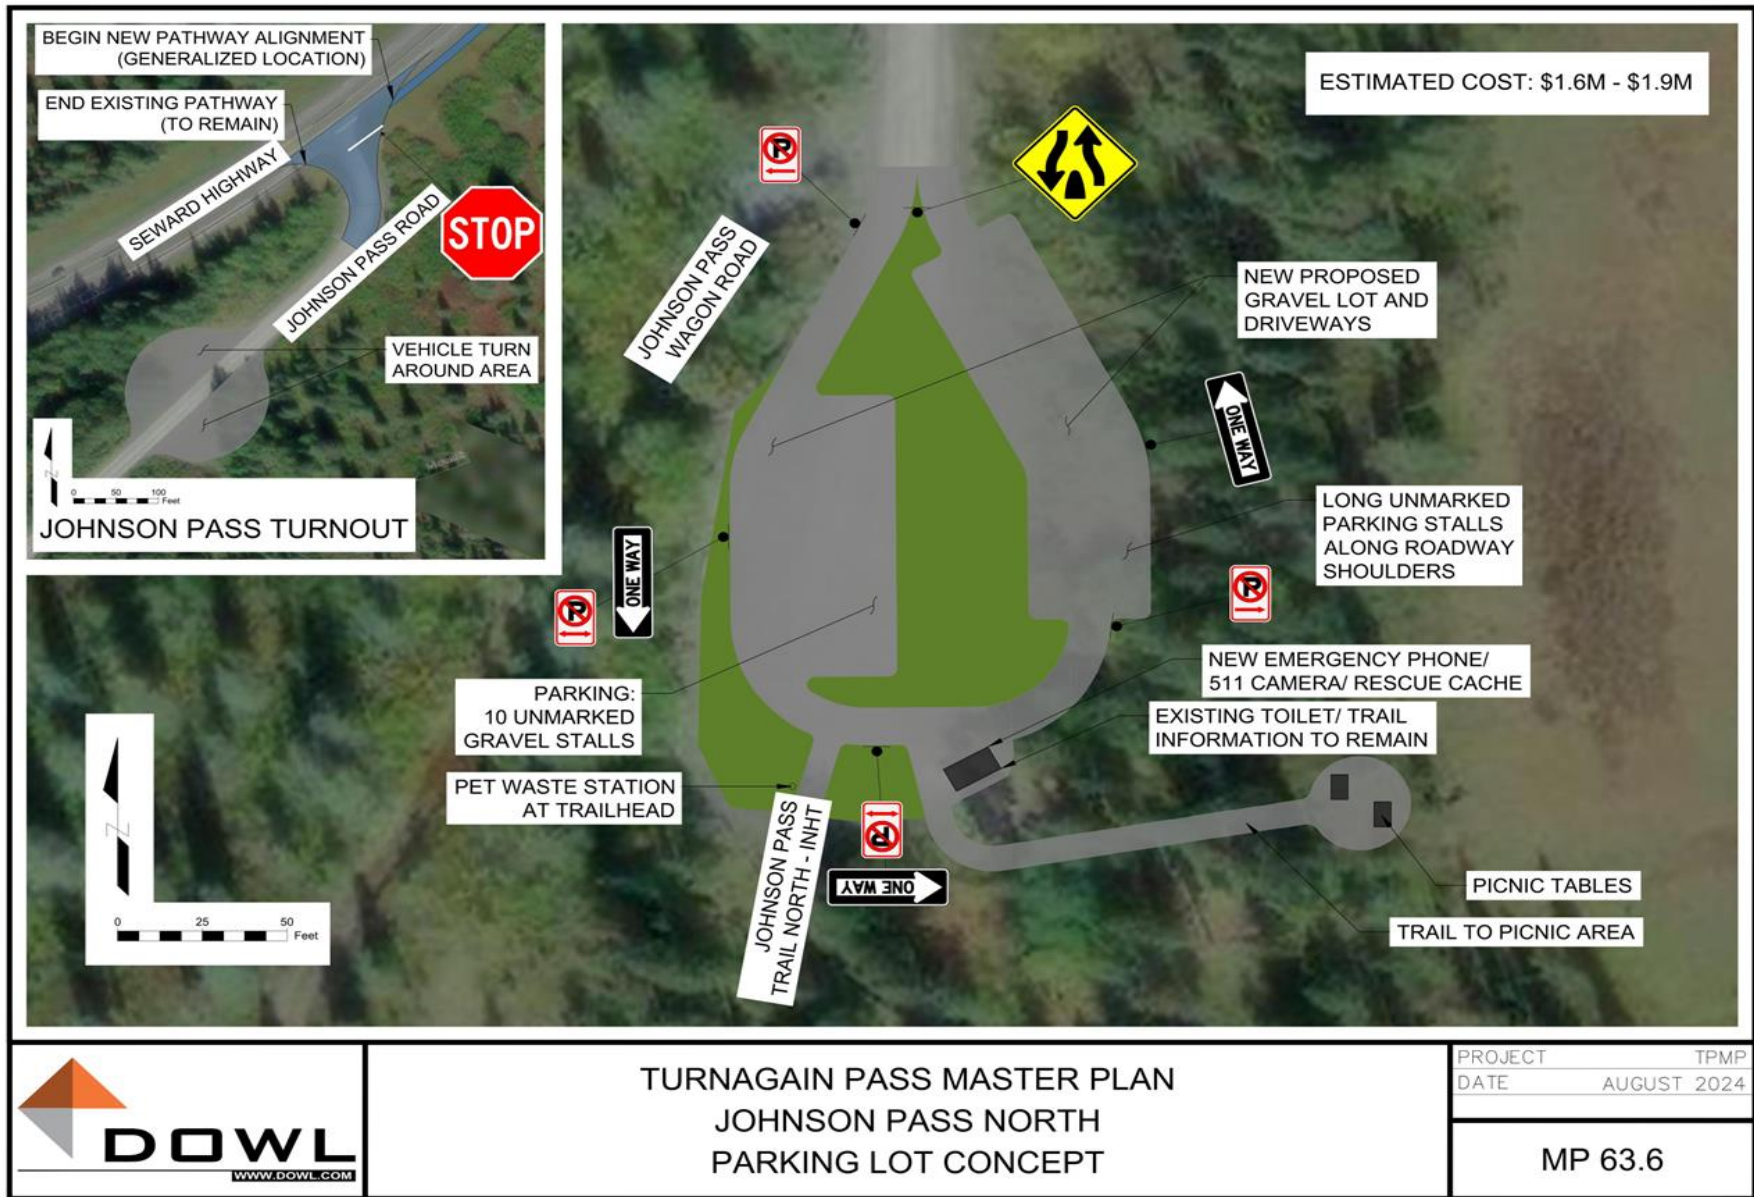 BEGIN NEW PATHWAY ALIGNMENT
(GENERALIZED LOCATION)
END EXISTING PATHWAY
(TO REMAIN)
SEWARD HIGHWAY
JOHNSON PASS ROAD
STOP
VEHICLE TURN
AROUND AREA
N
0 50 100
Feet
JOHNSON PASS TURNOUT
ESTIMATED COST: $1.6M - $1.9M
P
JOHNSON PASS
WAGON ROAD
NEW PROPOSED
GRAVEL LOT AND
DRIVEWAYS
ONE WAY
LONG UNMARKED
PARKING STALLS
ALONG ROADWAY
SHOULDERS
ONE WAY
P
P
NEW EMERGENCY PHONE/
511 CAMERA/ RESCUE CACHE
PARKING:
10 UNMARKED
GRAVEL STALLS
EXISTING TOILET/ TRAIL
INFORMATION TO REMAIN
PET WASTE STATION
AT TRAILHEAD
JOHNSON PASS
TRAIL NORTH - INHT
P
ONE WAY
PICNIC TABLES
TRAIL TO PICNIC AREA
N
0 25 50
Feet
DOWL
WWW.DOWL.COM
TURNAGAIN PASS MASTER PLAN
JOHNSON PASS NORTH
PARKING LOT CONCEPT
PROJECT TPMP
DATE AUGUST 2024
MP 63.6